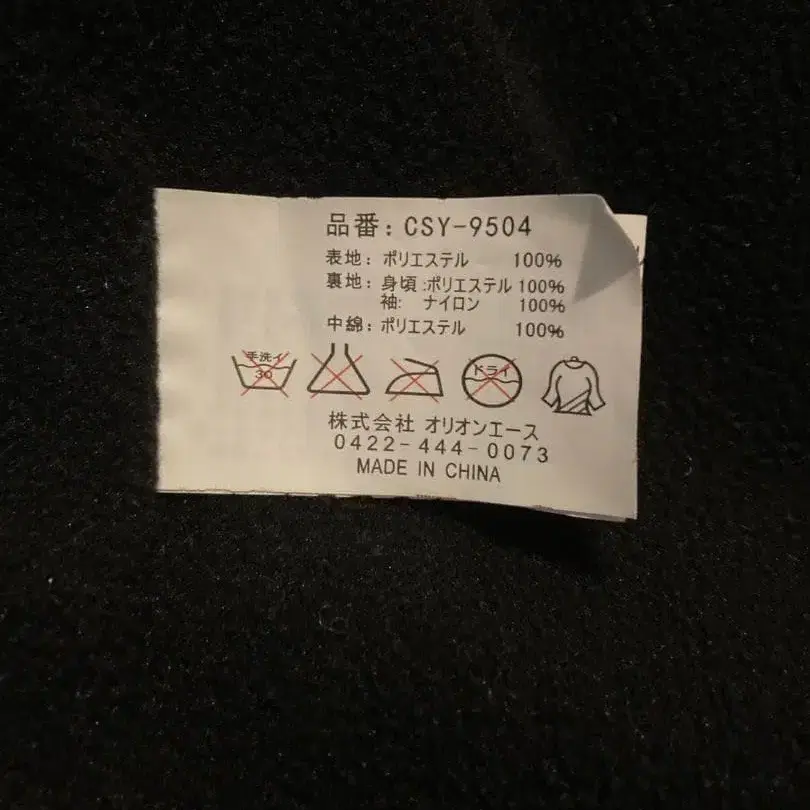 品番: CSY-9504
表地: ポリエステル 100%
裏地: 身頃:ポリエステル 100%
袖: ナイロン 100%
中綿: ポリエステル 100%
手洗イ 30 ドライ
株式会社 オリオンエース
0422-444-0073
MADE IN CHINA